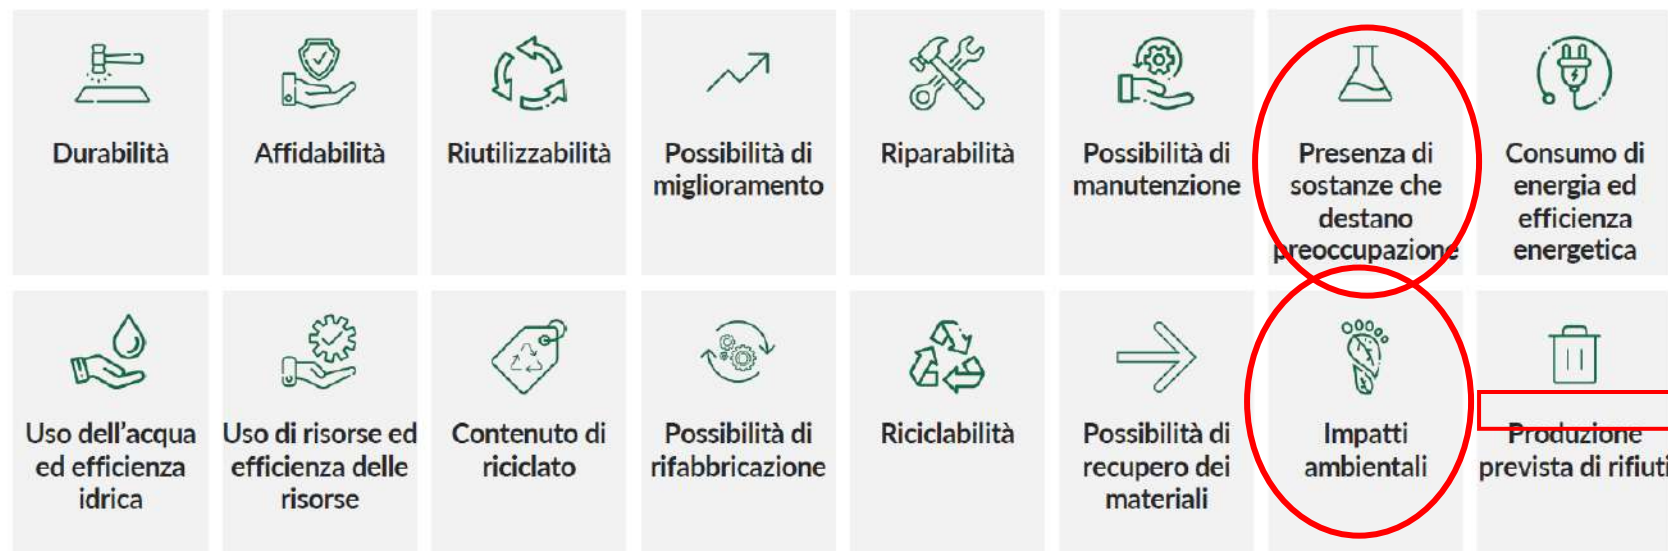 Durabilità
Affidabilità
Riutilizzabilità
Possibilità di
miglioramento
Riparabilità
Possibilità di
manutenzione
Presenza di
sostanze che
destano
preoccupazione
Consumo di
energia ed
efficienza
energetica
Uso dell’acqua
ed efficienza
idrica
Uso di risorse ed
efficienza delle
risorse
Contenuto di
riciclato
Possibilità di
rifabbricazione
Riciclabilità
Possibilità di
recupero dei
materiali
Impatti
ambientali
Produzione
prevista di rifiuti